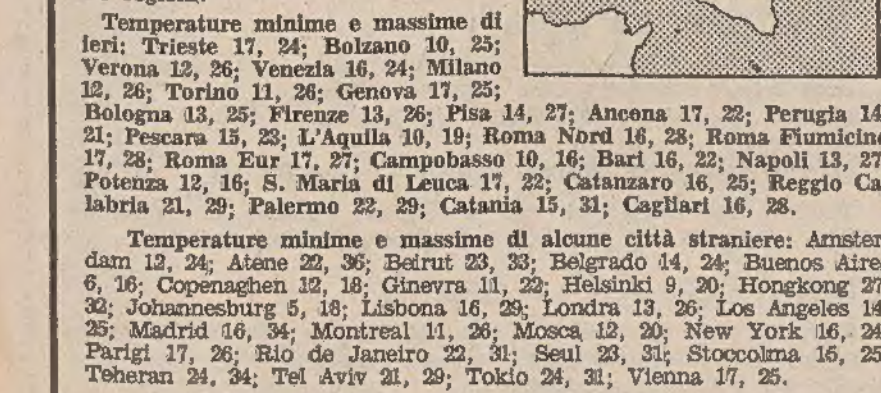 Temperature minime e massime di
ieri: Trieste 17, 24; Bolzano 10, 25;
Verona 12, 26; Venezia 16, 24; Milano
12, 26; Torino 11, 26; Genova 17, 25;
Bologna 13, 25; Firenze 13, 26; Pisa 14, 27; Ancona 17, 22; Perugia 14
21; Pescara 15, 23; L'Aquila 10, 19; Roma Nord 16, 28; Roma Fiumicino
17, 28; Roma Eur 17, 27; Campobasso 10, 16; Bari 16, 22; Napoli 13, 27
Potenza 12, 16; S. Maria di Leuca 17, 22; Catanzaro 16, 25; Reggio Ca
labria 21, 29; Palermo 22, 29; Catania 15, 31; Cagliari 16, 28.
Temperature minime e massime di alcune città straniere: Amster
dam 12, 24; Atene 22, 36; Beirut 23, 33; Belgrado 14, 24; Buenos Aire
6, 16; Copenaghen 12, 18; Ginevra 11, 22; Helsinki 9, 20; Hongkong 27
32; Johannesburg 5, 18; Lisbona 16, 29; Londra 13, 26; Los Angeles 14
25; Madrid 16, 34; Montreal 11, 26; Mosca 12, 20; New York 16, 24
Parigi 17, 26; Rio de Janeiro 22, 31; Seul 23, 31; Stoccolma 15, 25
Teheran 24, 34; Tel Aviv 21, 29; Tokio 24, 31; Vienna 17, 25.